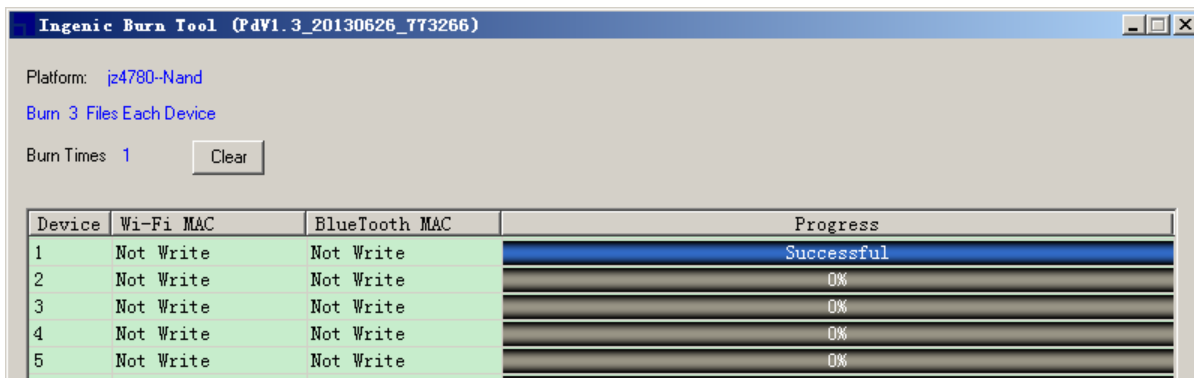 Ingenic Burn Tool (PdV1.3_20130626_773266)
Platform: jz4780--Nand
Burn 3 Files Each Device
Burn Times 1 Clear
Device Wi-Fi MAC BlueTooth MAC Progress
1 Not Write Not Write Successful
2 Not Write Not Write 0%
3 Not Write Not Write 0%
4 Not Write Not Write 0%
5 Not Write Not Write 0%